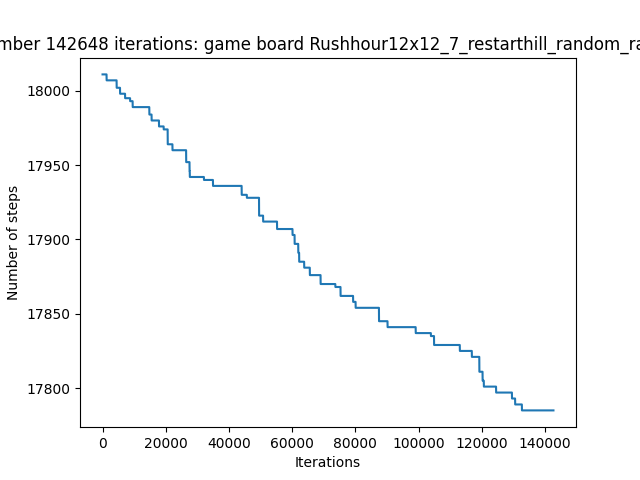 mber 142648 iterations: game board Rushhour12x12_7_restarthill_random_ra
18000
17950
17900
17850
17800
Number of steps
0 20000 40000 60000 80000 100000 120000 140000
Iterations